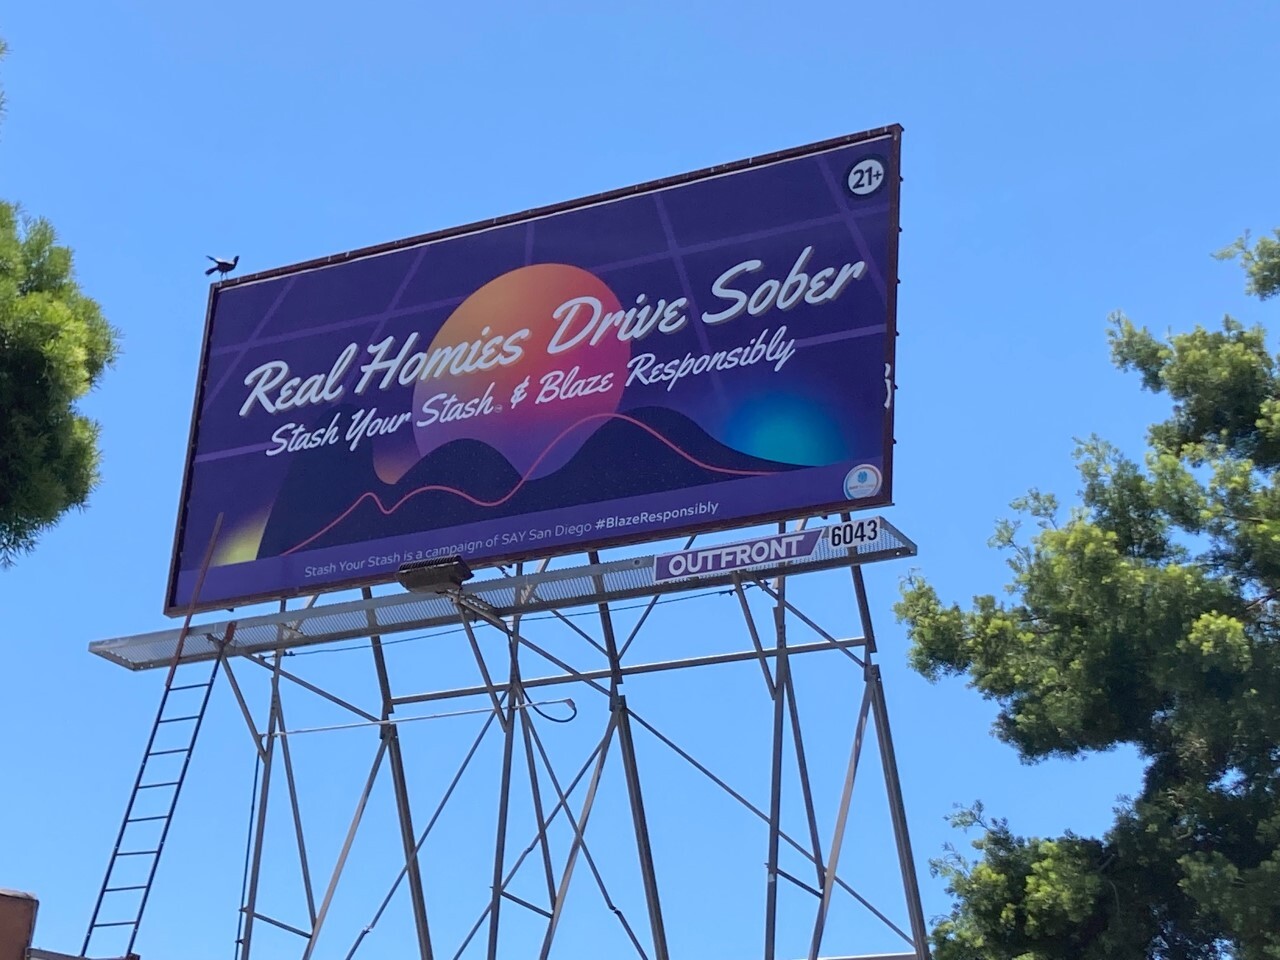 21+
Real Homies Drive Sober
Stash Your Stash & Blaze Responsibly
Stash Your Stash is a campaign of SAY San Diego #BlazeResponsibly
OUTFRONT 6043